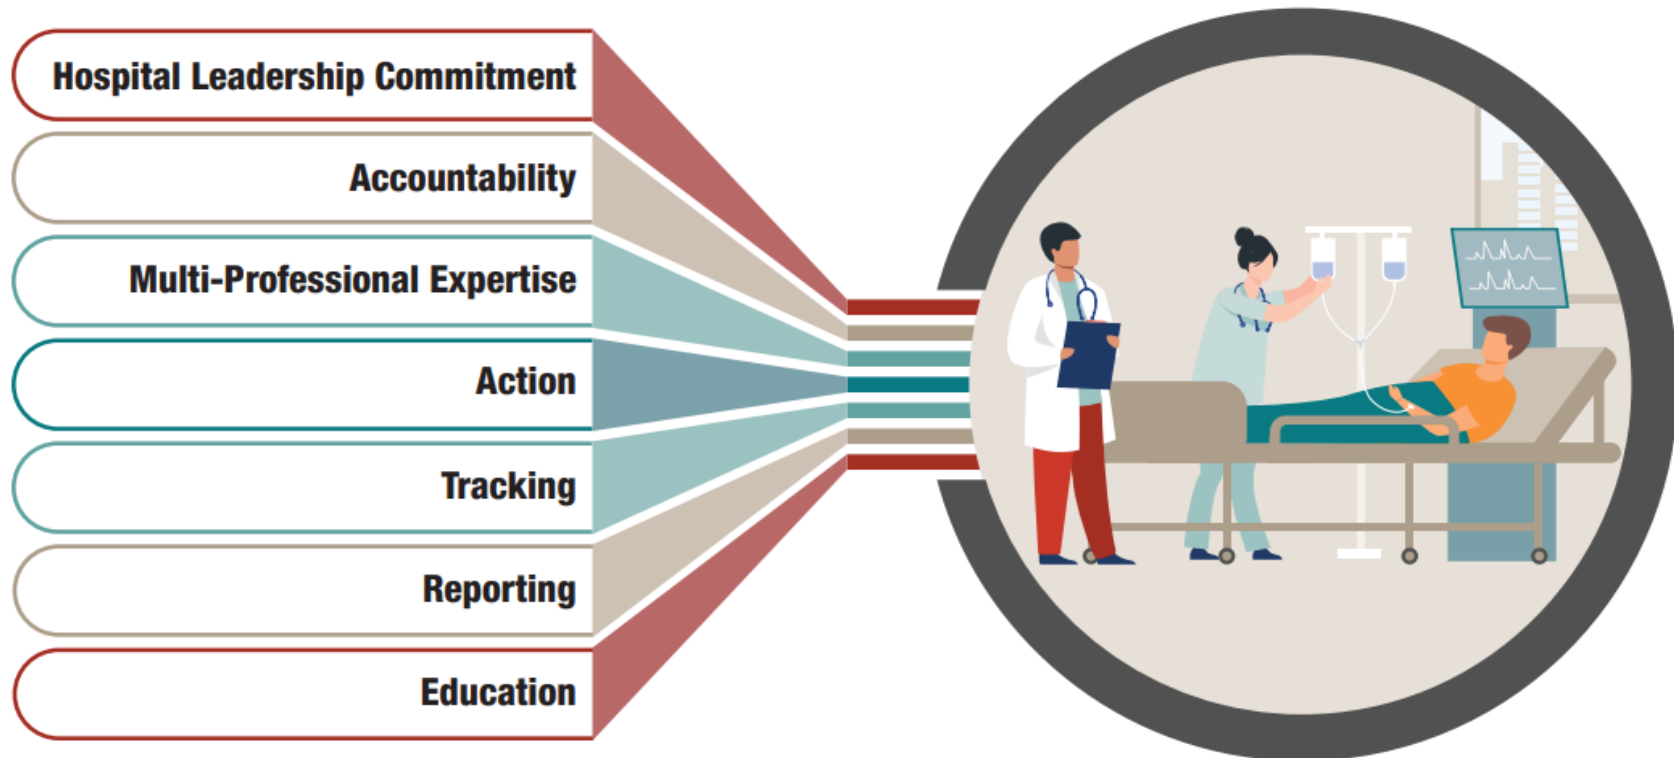 Hospital Leadership Commitment
Accountability
Multi-Professional Expertise
Action
Tracking
Reporting
Education